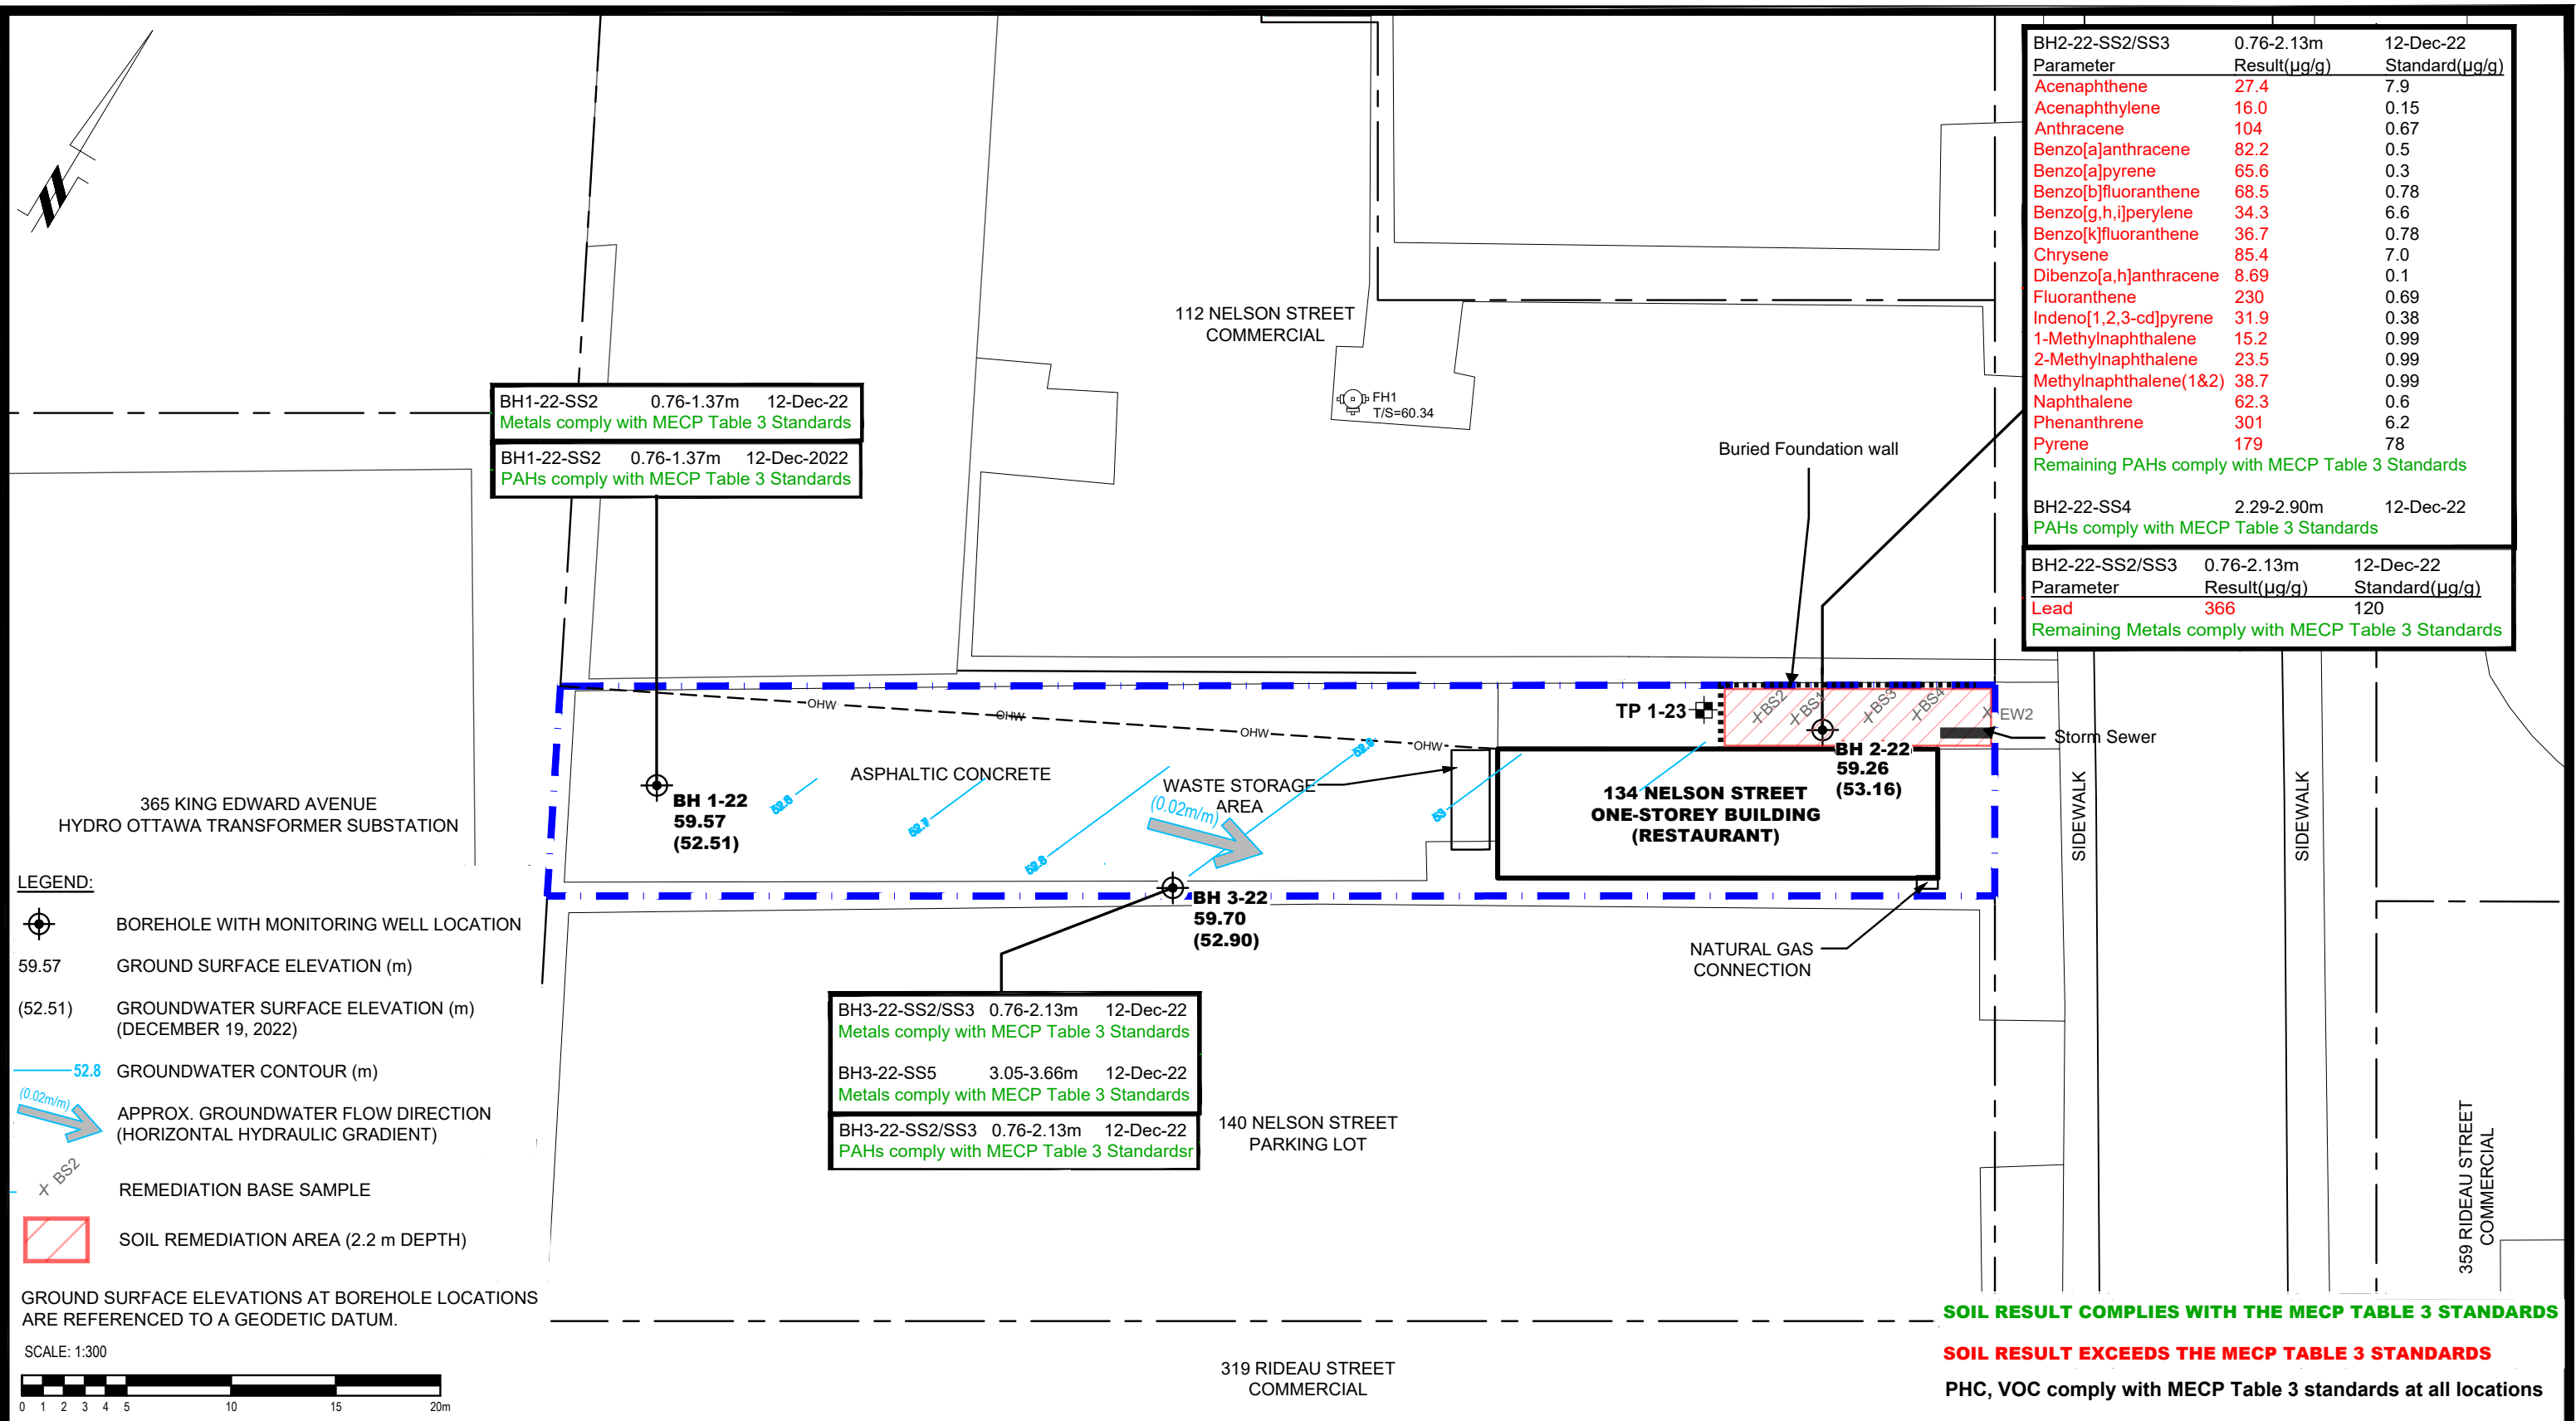 BH2-22-SS2/SS3 0.76-2.13m 12-Dec-22
Parameter Result(µg/g) Standard(µg/g)
Acenaphthene 27.4 7.9
Acenaphthylene 16.0 0.15
Anthracene 104 0.67
Benzo[a]anthracene 82.2 0.5
Benzo[a]pyrene 65.6 0.3
Benzo[b]fluoranthene 68.5 0.78
Benzo[g,h,i]perylene 34.3 6.6
Benzo[k]fluoranthene 36.7 0.78
Chrysene 85.4 7.0
Dibenzo[a,h]anthracene 8.69 0.1
Fluoranthene 230 0.69
Indeno[1,2,3-cd]pyrene 31.9 0.38
1-Methylnaphthalene 15.2 0.99
2-Methylnaphthalene 23.5 0.99
Methylnaphthalene(1&2) 38.7 0.99
Naphthalene 62.3 0.6
Phenanthrene 301 6.2
Pyrene 179 78
Remaining PAHs comply with MECP Table 3 Standards
BH2-22-SS4 2.29-2.90m 12-Dec-22
PAHs comply with MECP Table 3 Standards
BH2-22-SS2/SS3 0.76-2.13m 12-Dec-22
Parameter Result(µg/g) Standard(µg/g)
Lead 366 120
Remaining Metals comply with MECP Table 3 Standards
112 NELSON STREET
COMMERCIAL
FH1
T/S=60.34
BH1-22-SS2 0.76-1.37m 12-Dec-22
Metals comply with MECP Table 3 Standards
BH1-22-SS2 0.76-1.37m 12-Dec-2022
PAHs comply with MECP Table 3 Standards
Buried Foundation wall
OHW
OHW
OHW
OHW
TP 1-23
BS2
BS1
BS3
BS4
EW2
Storm Sewer
BH 2-22
59.26
(53.16)
ASPHALTIC CONCRETE
WASTE STORAGE
AREA
134 NELSON STREET
ONE-STOREY BUILDING
(RESTAURANT)
BH 1-22
59.57
(52.51)
52.6
52.7
52.8
52.9
53
(0.02m/m)
BH 3-22
59.70
(52.90)
NATURAL GAS
CONNECTION
SIDEWALK
SIDEWALK
365 KING EDWARD AVENUE
HYDRO OTTAWA TRANSFORMER SUBSTATION
BH3-22-SS2/SS3 0.76-2.13m 12-Dec-22
Metals comply with MECP Table 3 Standards
BH3-22-SS5 3.05-3.66m 12-Dec-22
Metals comply with MECP Table 3 Standards
BH3-22-SS2/SS3 0.76-2.13m 12-Dec-22
PAHs comply with MECP Table 3 Standardsr
140 NELSON STREET
PARKING LOT
359 RIDEAU STREET
COMMERCIAL
319 RIDEAU STREET
COMMERCIAL
LEGEND:
BOREHOLE WITH MONITORING WELL LOCATION
59.57 GROUND SURFACE ELEVATION (m)
(52.51) GROUNDWATER SURFACE ELEVATION (m)
(DECEMBER 19, 2022)
52.8 GROUNDWATER CONTOUR (m)
(0.02m/m) APPROX. GROUNDWATER FLOW DIRECTION
(HORIZONTAL HYDRAULIC GRADIENT)
X BS2 REMEDIATION BASE SAMPLE
SOIL REMEDIATION AREA (2.2 m DEPTH)
GROUND SURFACE ELEVATIONS AT BOREHOLE LOCATIONS
ARE REFERENCED TO A GEODETIC DATUM.
SCALE: 1:300
0 1 2 3 4 5 10 15 20m
SOIL RESULT COMPLIES WITH THE MECP TABLE 3 STANDARDS
SOIL RESULT EXCEEDS THE MECP TABLE 3 STANDARDS
PHC, VOC comply with MECP Table 3 standards at all locations